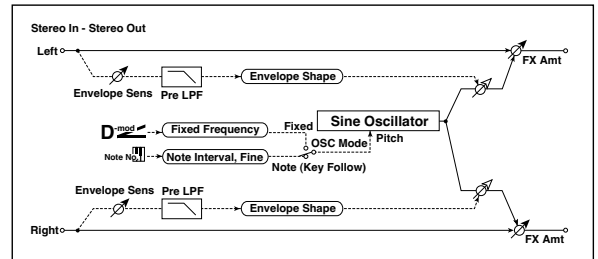 Stereo In - Stereo Out
Left
FX Amt
Envelope Sens
Pre LPF
Envelope Shape
D-mod
Fixed Frequency
Fixed
Sine Oscillator
OSC Mode
Pitch
Note No.
Note Interval, Fine
Note (Key Follow)
Envelope Sens
Pre LPF
Envelope Shape
Right
FX Amt